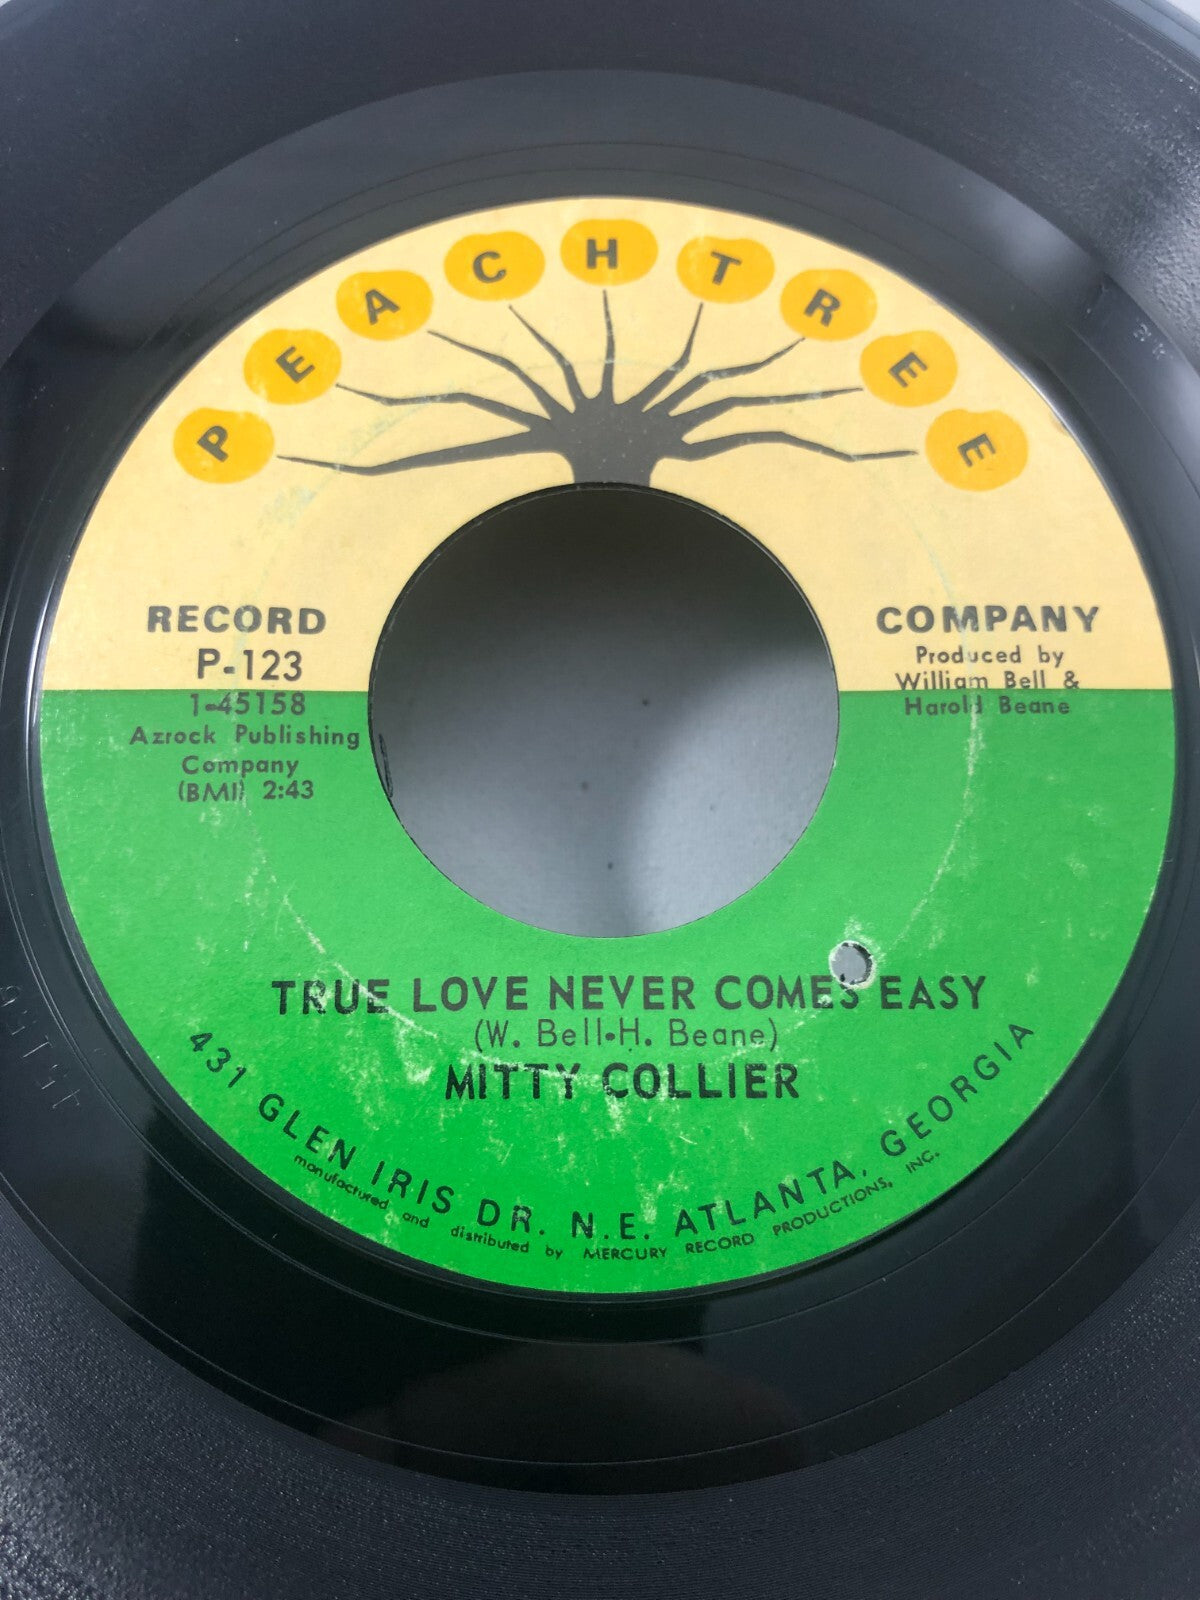 PEACHTREE
RECORD
P-123
1-45158
Azrock Publishing
Company
(BMI) 2:43
COMPANY
Produced by
William Bell &
Harold Beane
TRUE LOVE NEVER COMES EASY
(W. Bell-H. Beane)
MITTY COLLIER
431 GLEN IRIS DR. N.E. ATLANTA, GEORGIA
manufactured and distributed by MERCURY RECORD PRODUCTIONS, INC.